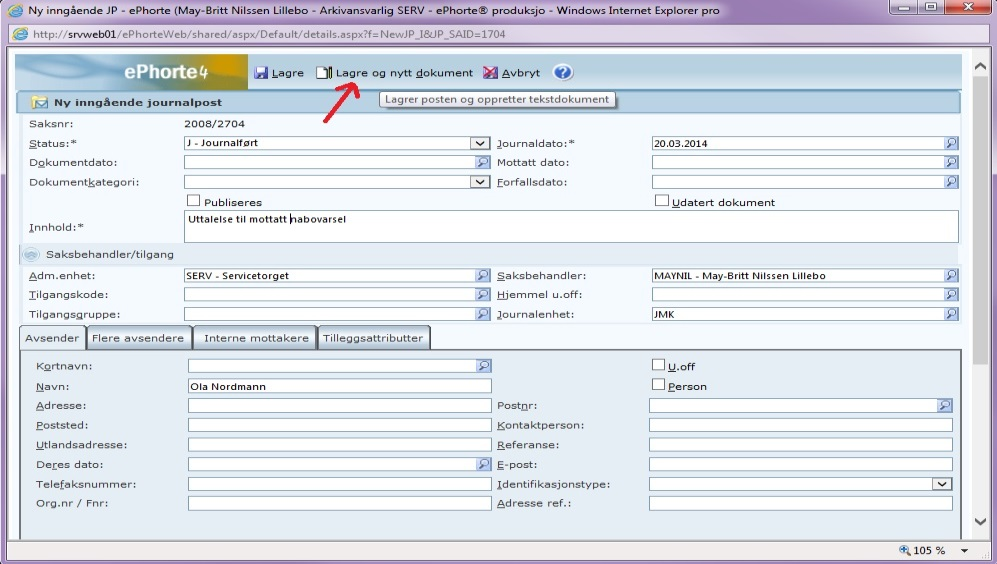 Ny inngående JP - ePhorte (May-Britt Nilssen Lillebo - Arkivansvarlig SERV - ePhorte® produksjo - Windows Internet Explorer pro
http://srvweb01/ePhorteWeb/shared/aspx/Default/details.aspx?f=NewJP_I&JP_SAID=1704
ePhorte4 Lagre Lagre og nytt dokument Avbryt ?
Lagrer posten og oppretter tekstdokument
Ny inngående journalpost
Saksnr: 2008/2704
Status:* J - Journalført Journaldato:* 20.03.2014
Dokumentdato: Mottatt dato:
Dokumentkategori: Forfallsdato:
Publiseres Udatert dokument
Innhold:* Uttalelse til mottatt nabovarsel
Saksbehandler/tilgang
Adm.enhet: SERV - Servicetorget Saksbehandler: MAYNIL - May-Britt Nilssen Lillebo
Tilgangskode: Hjemmel u.off:
Tilgangsgruppe: Journalenhet: JMK
Avsender Flere avsendere Interne mottakere Tilleggsattributter
Kortnavn: U.off
Navn: Ola Nordmann Person
Adresse: Postnr:
Poststed: Kontaktperson:
Utlandsadresse: Referanse:
Deres dato: E-post:
Telefaksnummer: Identifikasjonstype:
Org.nr / Fnr: Adresse ref.:
105 %